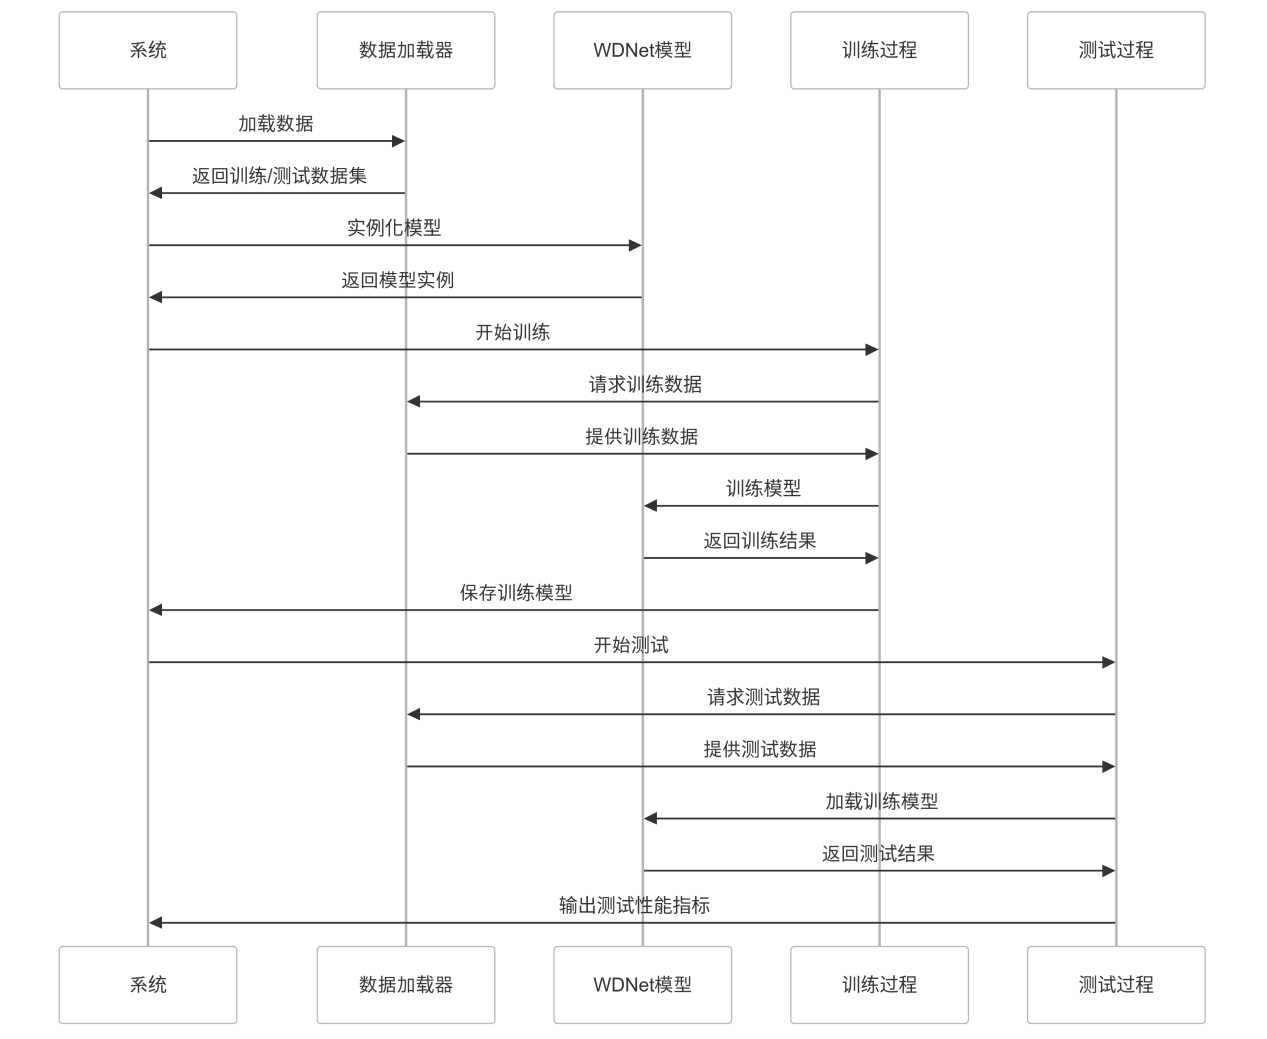 系统
数据加载器
WDNet模型
训练过程
测试过程
加载数据
返回训练/测试数据集
实例化模型
返回模型实例
开始训练
请求训练数据
提供训练数据
训练模型
返回训练结果
保存训练模型
开始测试
请求测试数据
提供测试数据
加载训练模型
返回测试结果
输出测试性能指标
系统
数据加载器
WDNet模型
训练过程
测试过程